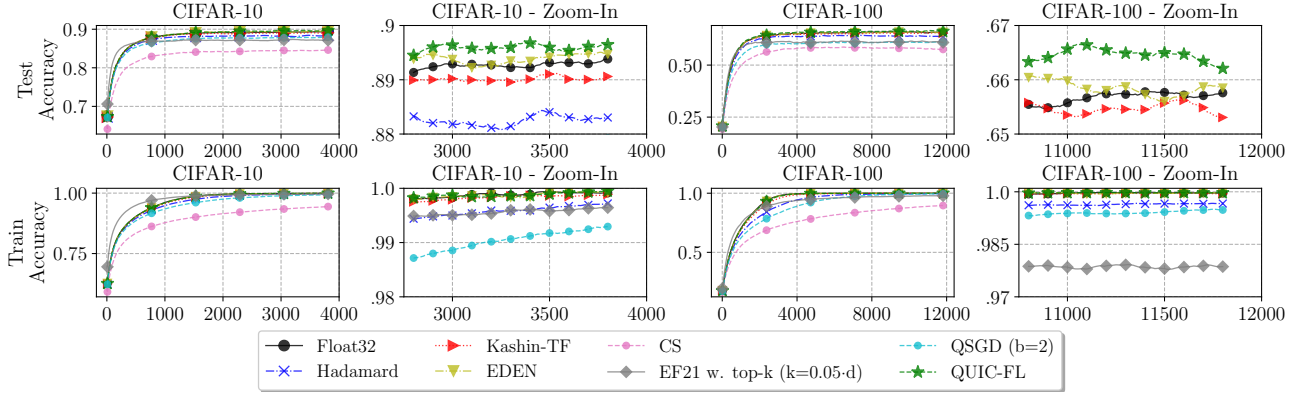 CIFAR-10
CIFAR-10 - Zoom-In
CIFAR-100
CIFAR-100 - Zoom-In
Test
Accuracy
0.9
0.8
0.7
0 1000 2000 3000 4000
.9
.89
.88
3000 3500 4000
0.50
0.25
0 4000 8000 12000
.67
.66
.65
11000 11500 12000
CIFAR-10
CIFAR-10 - Zoom-In
CIFAR-100
CIFAR-100 - Zoom-In
Train
Accuracy
1.00
0.75
0 1000 2000 3000 4000
1.0
.99
.98
3000 3500 4000
1.0
0.5
0 4000 8000 12000
1.0
.985
.97
11000 11500 12000
Float32 Kashin-TF CS QSGD (b=2)
Hadamard EDEN EF21 w. top-k (k=0.05·d) QUIC-FL